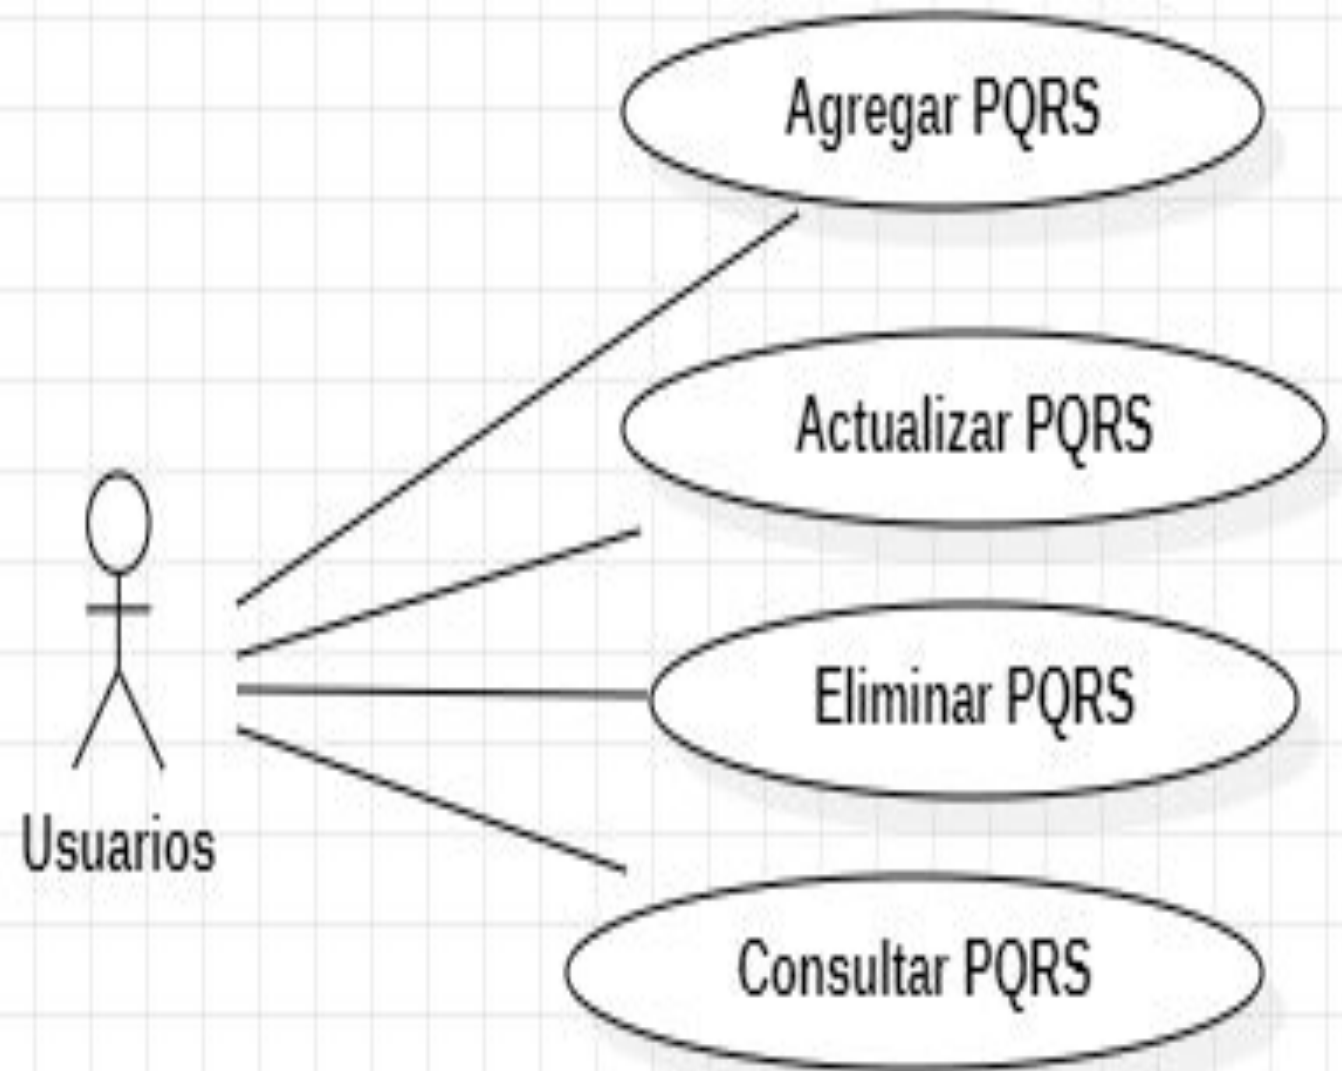 Agregar PQRS
Actualizar PQRS
Eliminar PQRS
Usuarios
Consultar PQRS